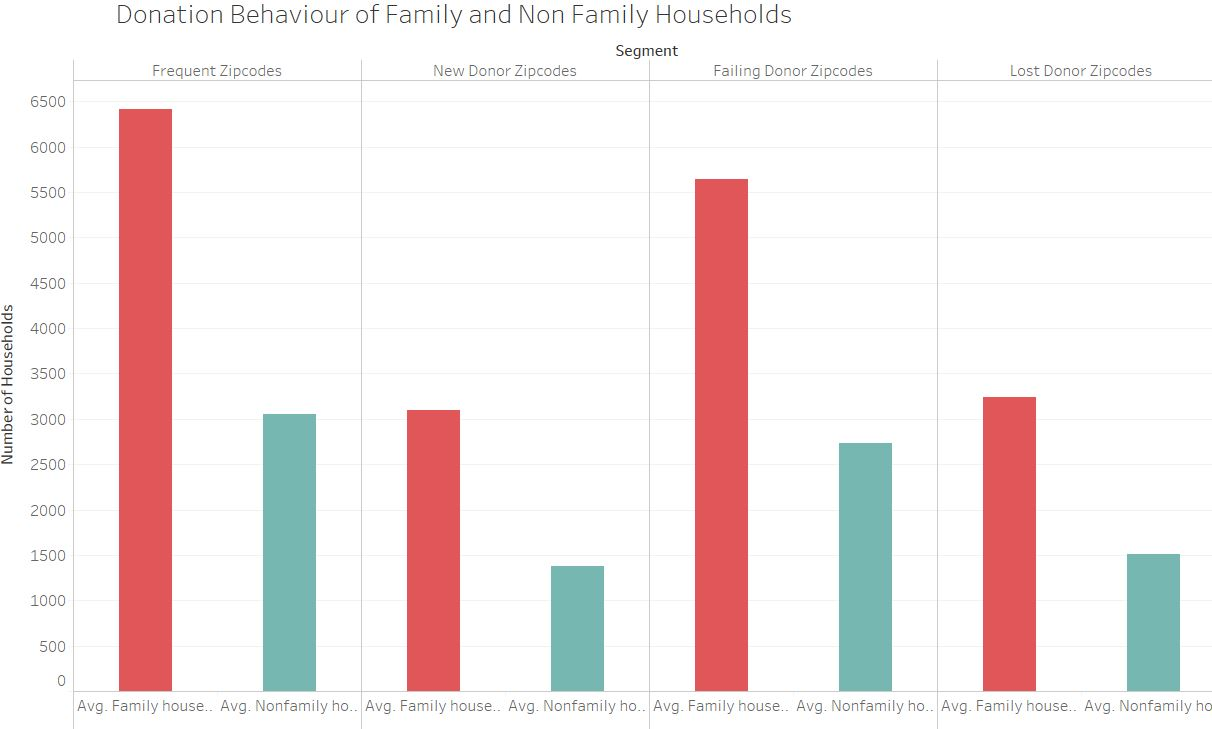 Donation Behaviour of Family and Non Family Households
Segment
Frequent Zipcodes New Donor Zipcodes Failing Donor Zipcodes Lost Donor Zipcodes
Number of Households
6500
6000
5500
5000
4500
4000
3500
3000
2500
2000
1500
1000
500
0
Avg. Family house.. Avg. Nonfamily ho.. Avg. Family house.. Avg. Nonfamily ho.. Avg. Family house.. Avg. Nonfamily ho.. Avg. Family house.. Avg. Nonfamily ho